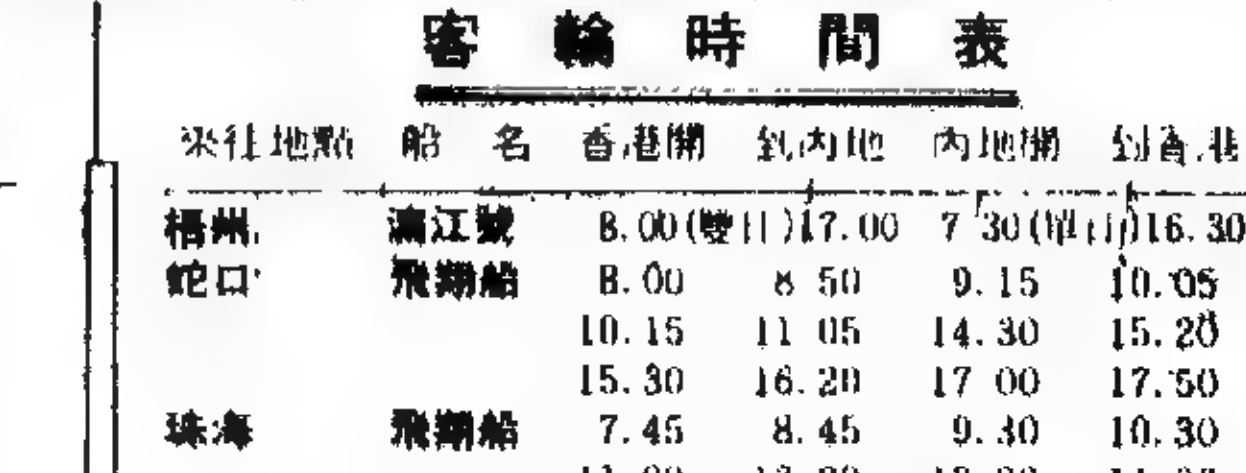 客輪時間表
來往地點 船名 香港開 到內地 內地開 到香港
梧州 漓江號 8.00(雙日)17.00 7 30(單日)16.30
蛇口 飛翔船 8.00 8 50 9.15 10.05
10.15 11 05 14.30 15.20
15.30 16.20 17 00 17.50
珠海 飛翔船 7.45 8.45 9.30 10.30